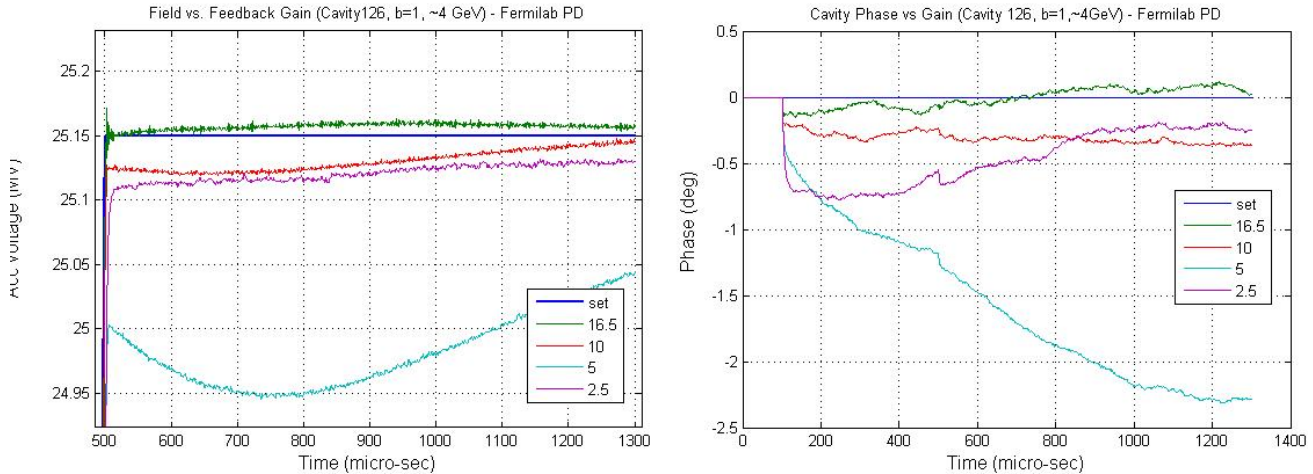 Field vs. Feedback Gain (Cavity126, b=1, ~4 GeV) - Fermilab PD
25.2
25.15
25.1
25.05
25
24.95
500 600 700 800 900 1000 1100 1200 1300
Time (micro-sec)
Acc Voltage (MV)
set
16.5
10
5
2.5
Cavity Phase vs Gain (Cavity 126, b=1,~4GeV) - Fermilab PD
0.5
0
-0.5
-1
-1.5
-2
-2.5
0 200 400 600 800 1000 1200 1400
Time (micro-sec)
Phase (deg)
set
16.5
10
5
2.5